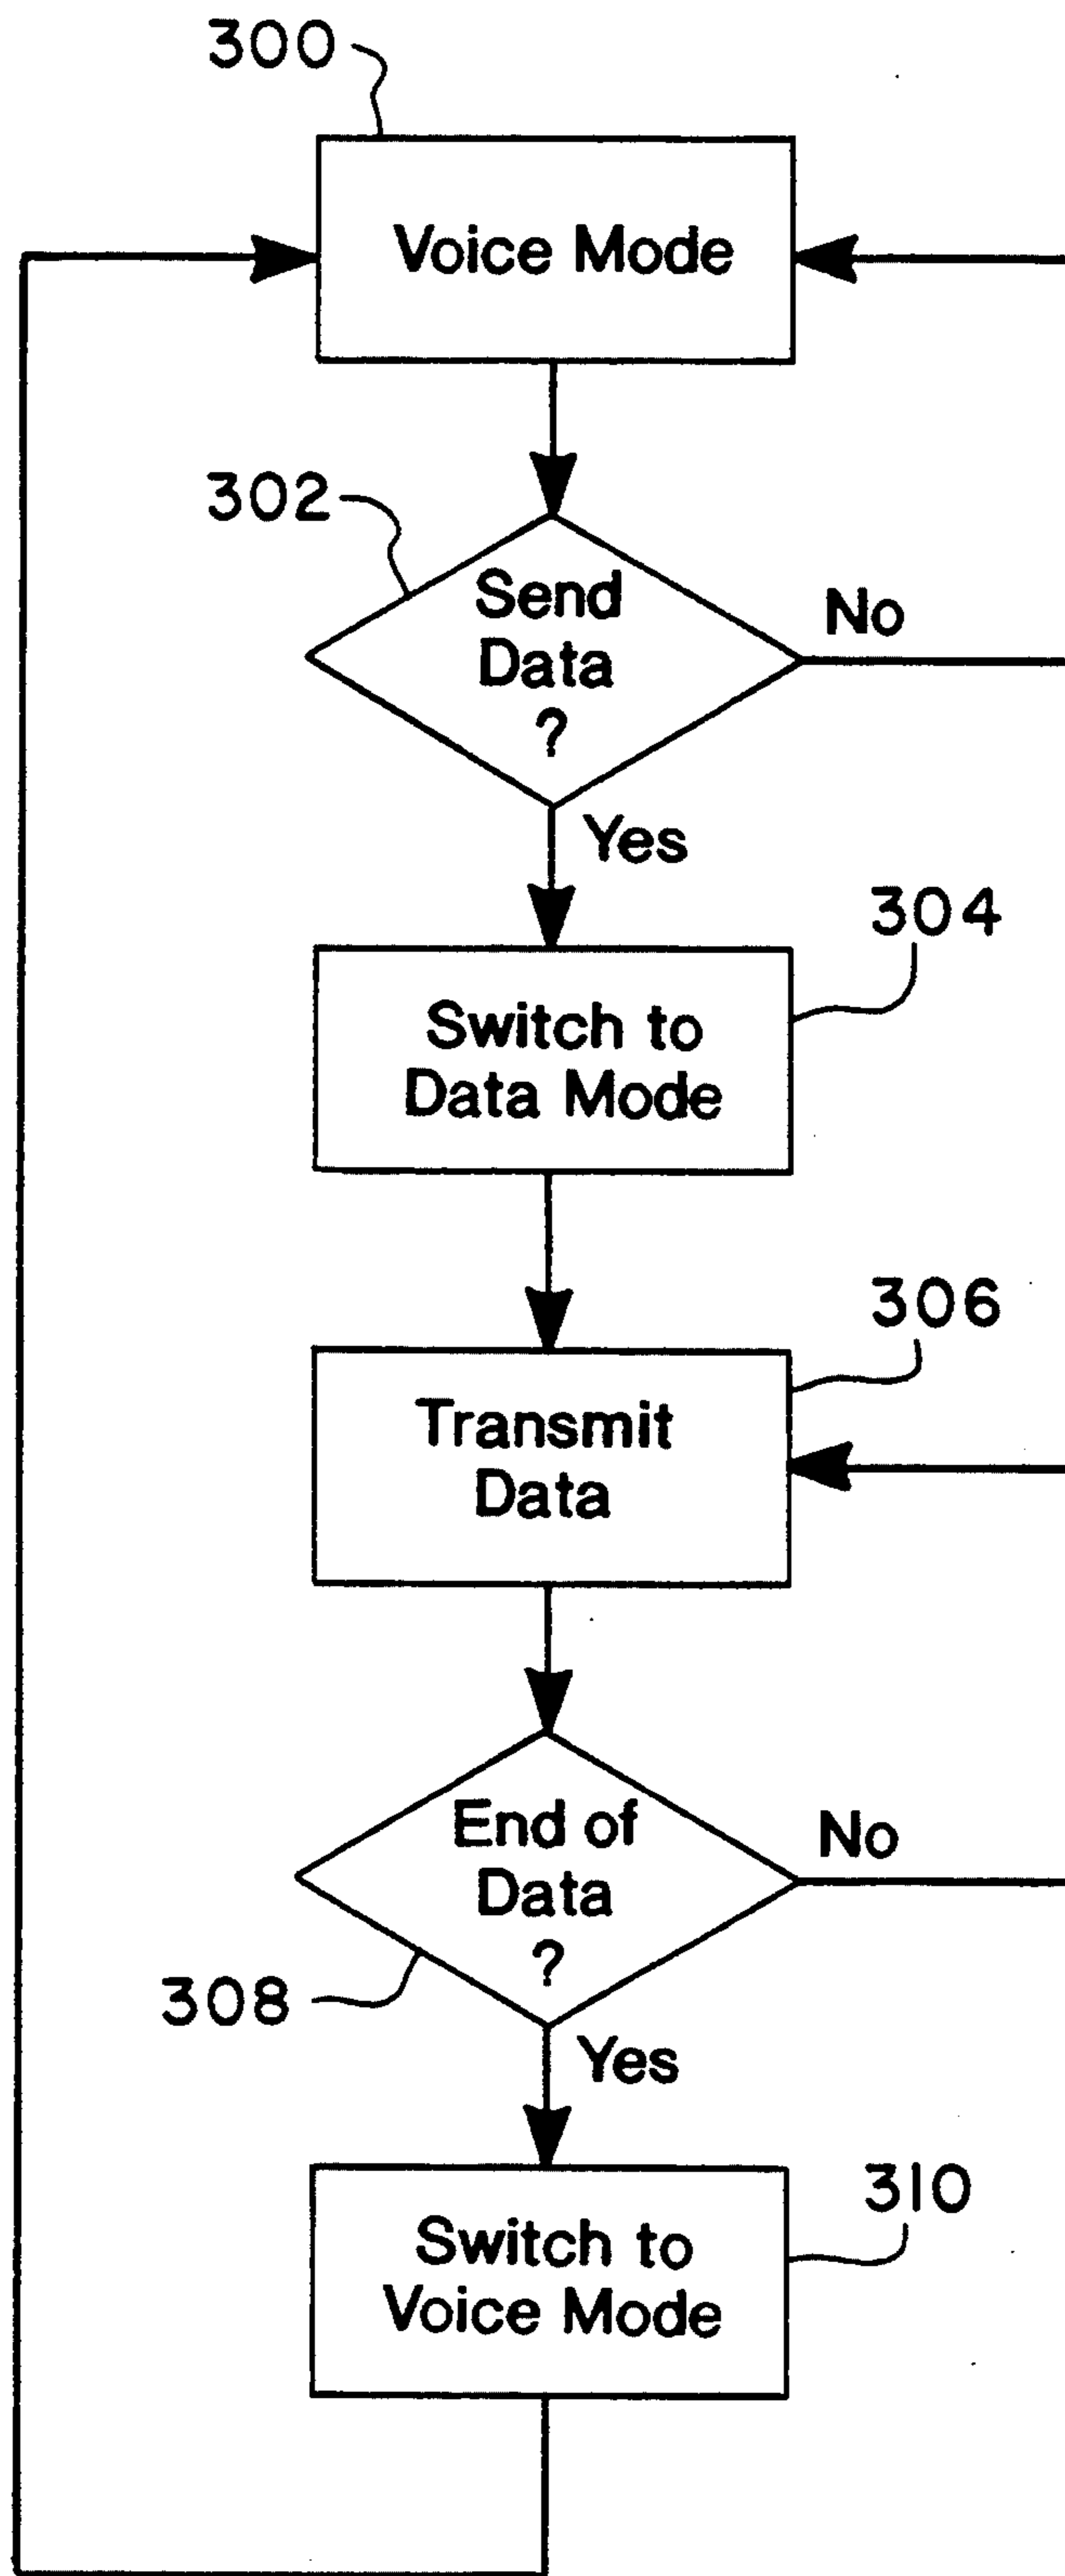 300
Voice Mode
302
Send
Data
?
No
Yes
304
Switch to
Data Mode
306
Transmit
Data
End of
Data
?
No
308
Yes
310
Switch to
Voice Mode